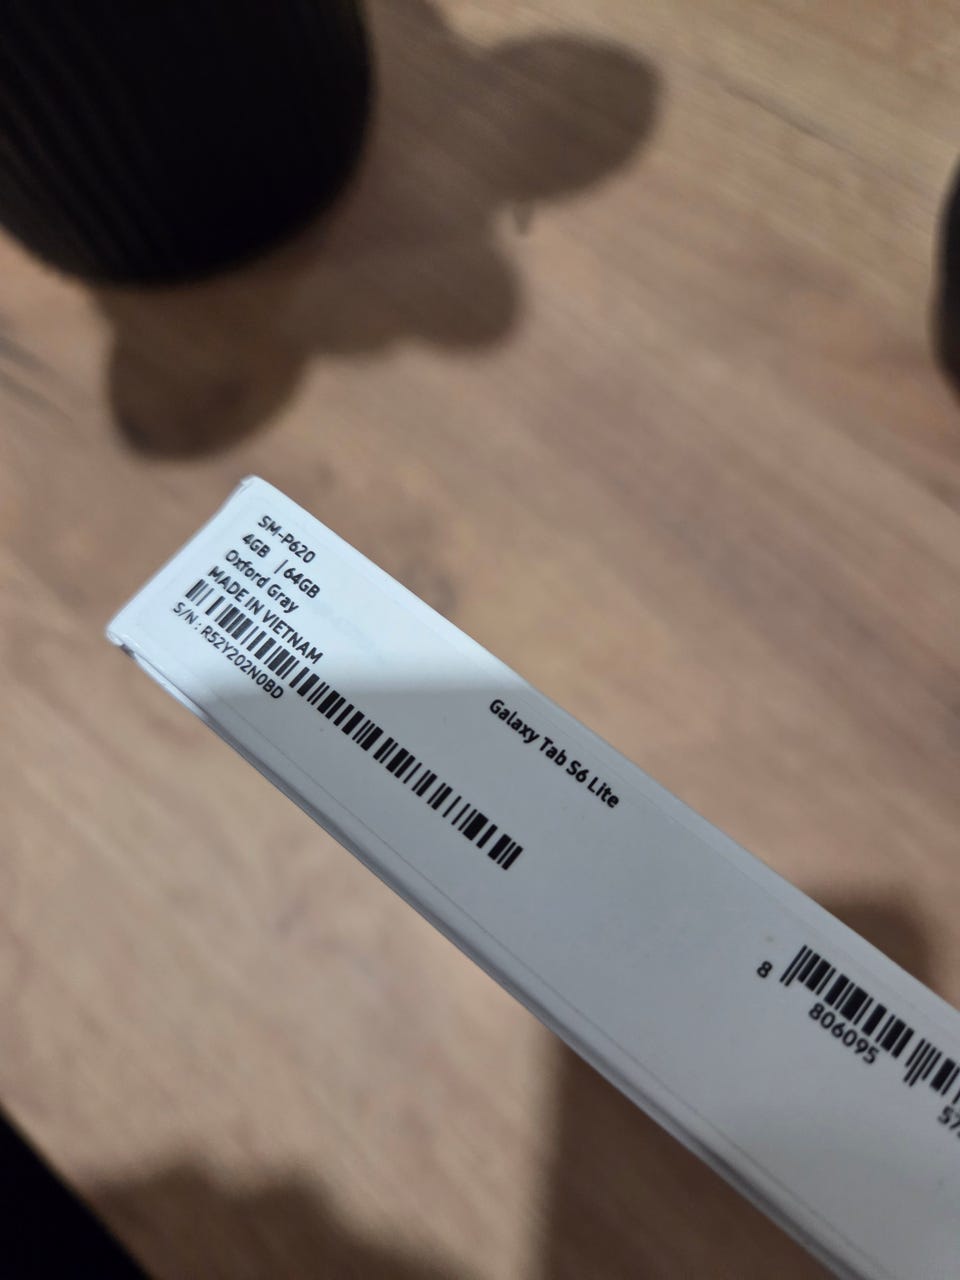 SM-P620
4GB | 64GB
Oxford Gray
MADE IN VIETNAM
S/N : R52Y202N0BD
Galaxy Tab S6 Lite
8 806095